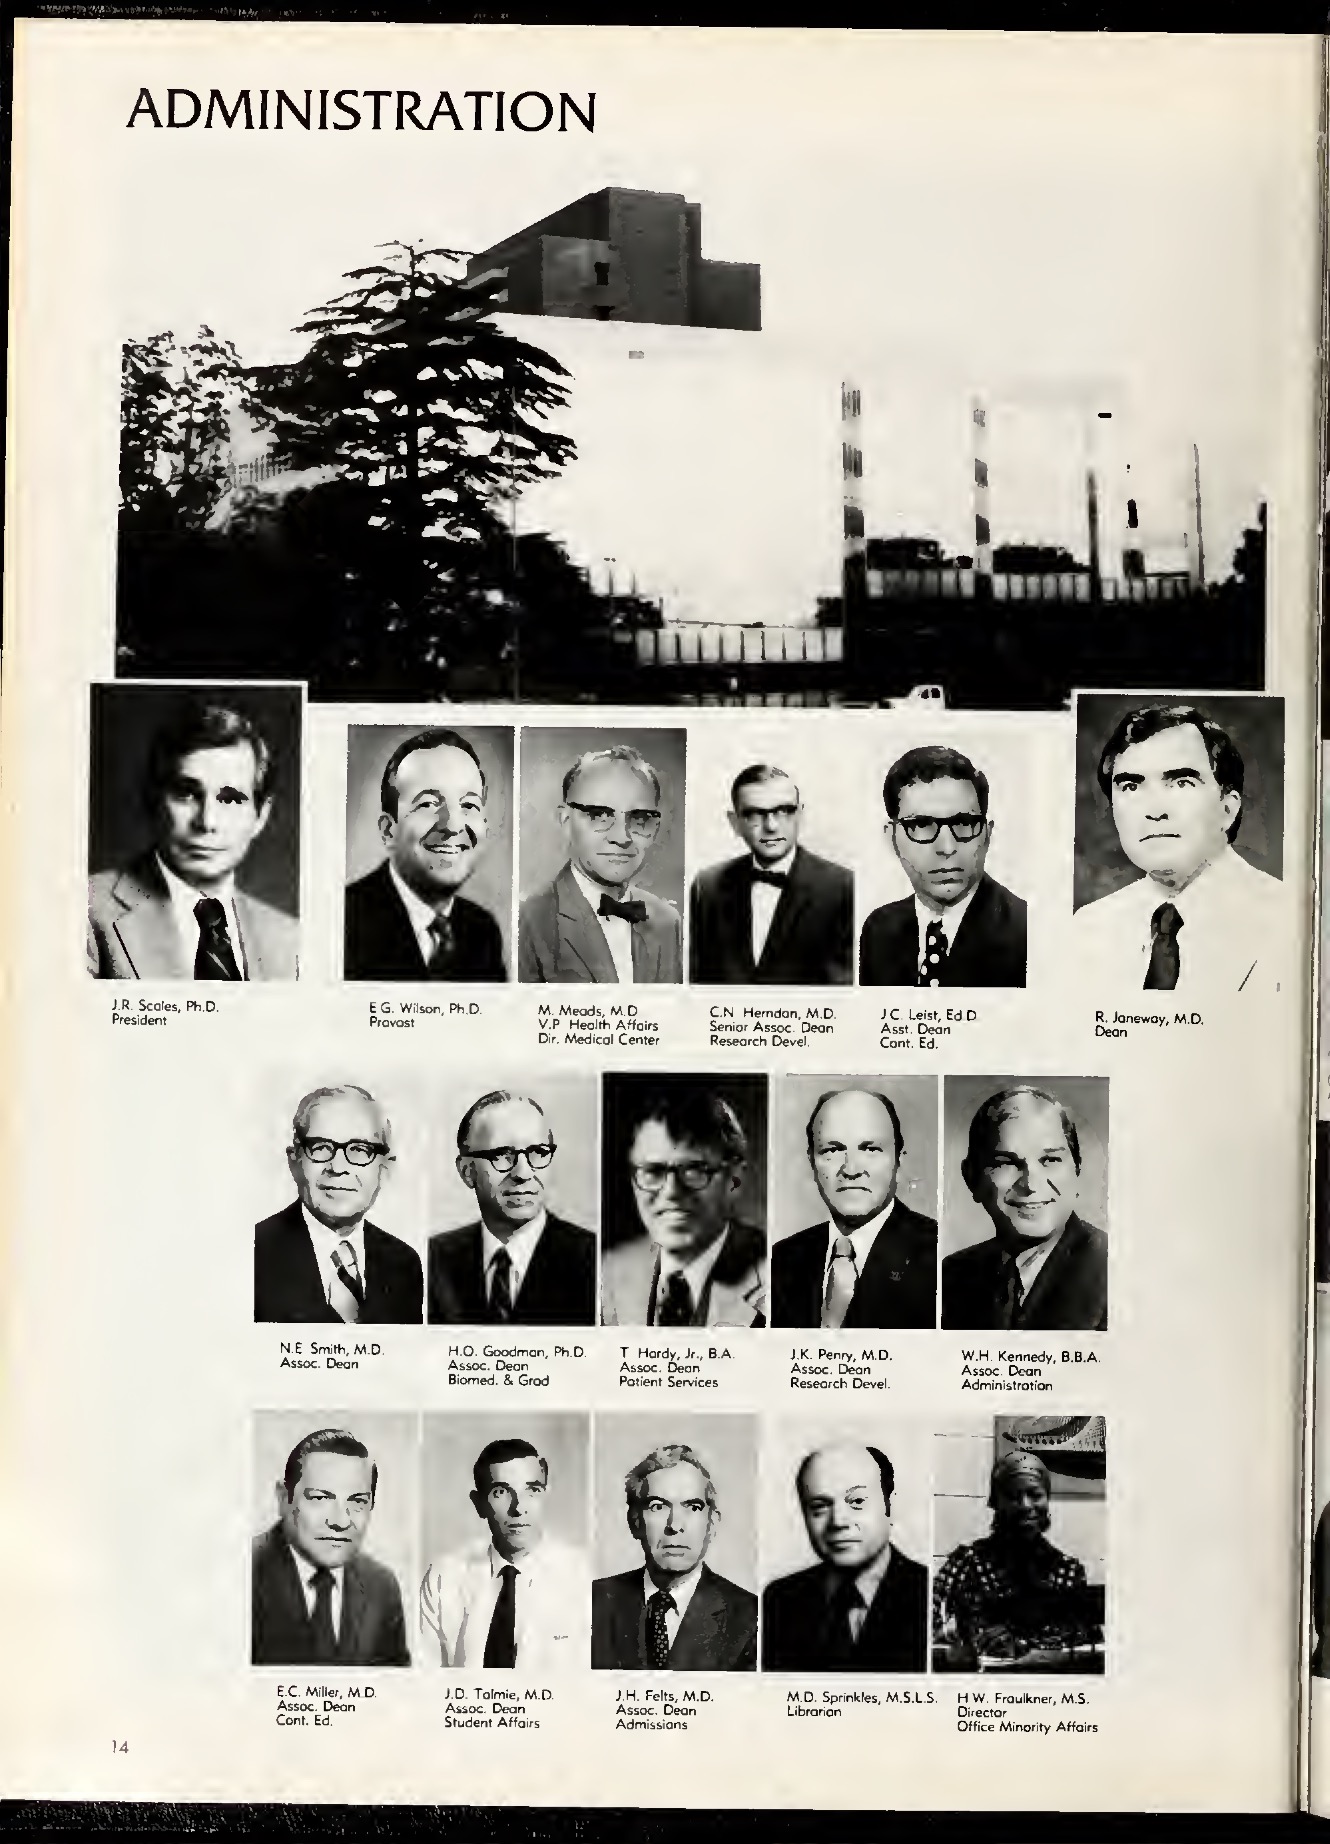 ADMINISTRATION
J.R. Scales, Ph.D.
President
E G. Wilson, Ph.D.
Provost
M. Meads, M.D
V.P Health Affairs
Dir. Medical Center
C.N Herndon, M.D.
Senior Assoc. Dean
Research Devel.
J C. Leist, Ed D
Asst. Dean
Cont. Ed.
R. Janeway, M.D.
Dean
N.E Smith, M.D.
Assoc. Dean
H.O. Goodman, Ph.D.
Assoc. Dean
Biomed. & Grad
T Hardy, Jr., B.A.
Assoc. Dean
Patient Services
J.K. Penry, M.D.
Assoc. Dean
Research Devel.
W.H. Kennedy, B.B.A.
Assoc. Dean
Administration
E.C. Miller, M.D.
Assoc. Dean
Cont. Ed.
J.D. Tolmie, M.D.
Assoc. Dean
Student Affairs
J.H. Felts, M.D.
Assoc. Dean
Admissions
M.D. Sprinkles, M.S.L.S.
Librarian
H W. Fraulkner, M.S.
Director
Office Minority Affairs
14